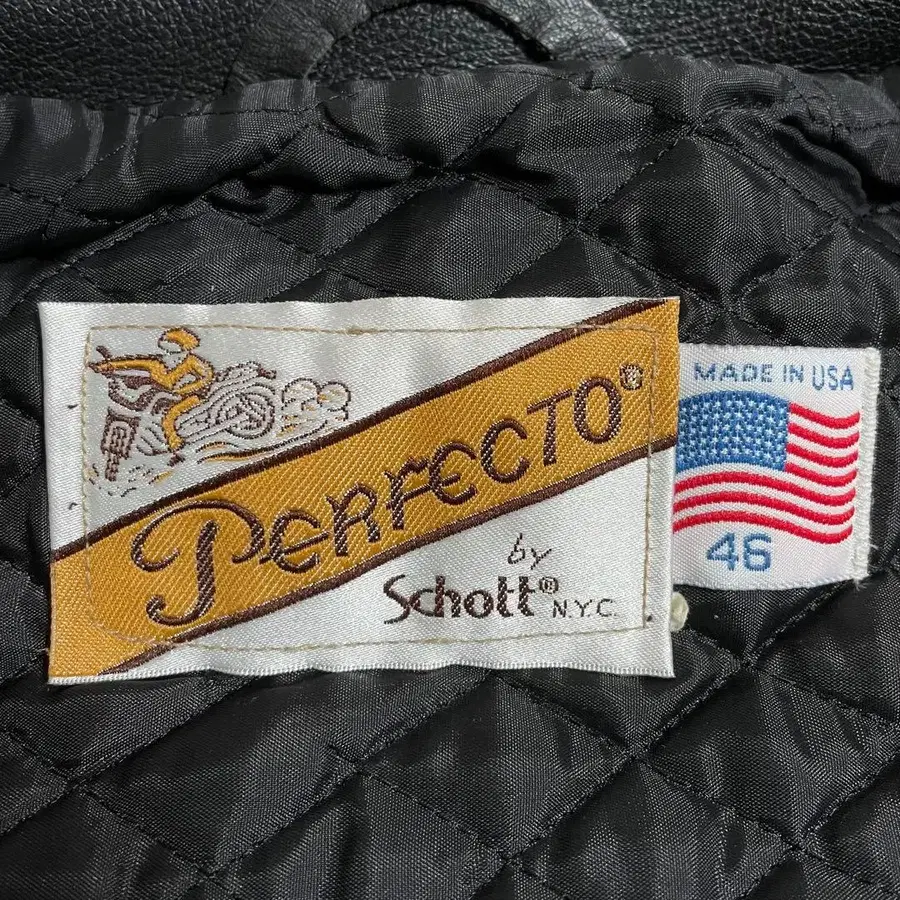 PERFECTO®
by
Schott® N.Y.C.
MADE IN USA
46